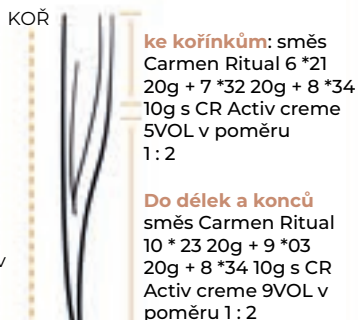 KOŘ
ke kořínkům: směs
Carmen Ritual 6 *21
20g + 7 *32 20g + 8 *34
10g s CR Activ creme
5VOL v poměru
1 : 2
Do délek a konců
směs Carmen Ritual
10 * 23 20g + 9 *03
20g + 8 *34 10g s CR
Activ creme 9VOL v
poměru 1 : 2
v